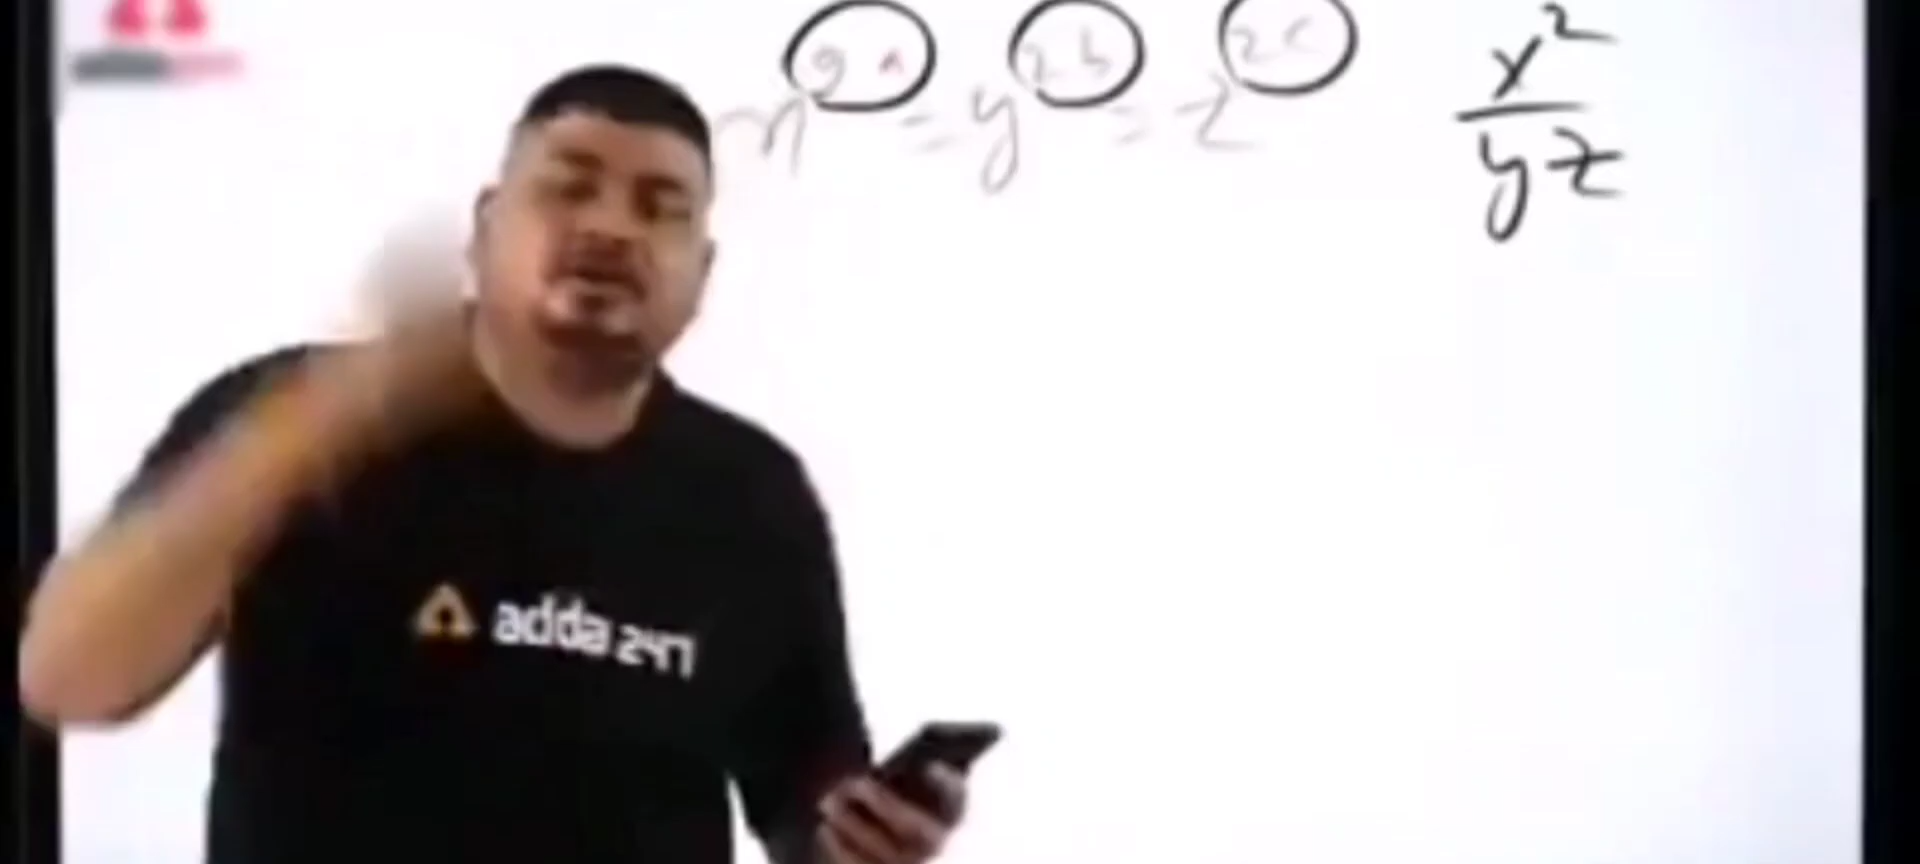 x^{2a} = y^{2b} = z^{2c}
x²
yz
adda 247